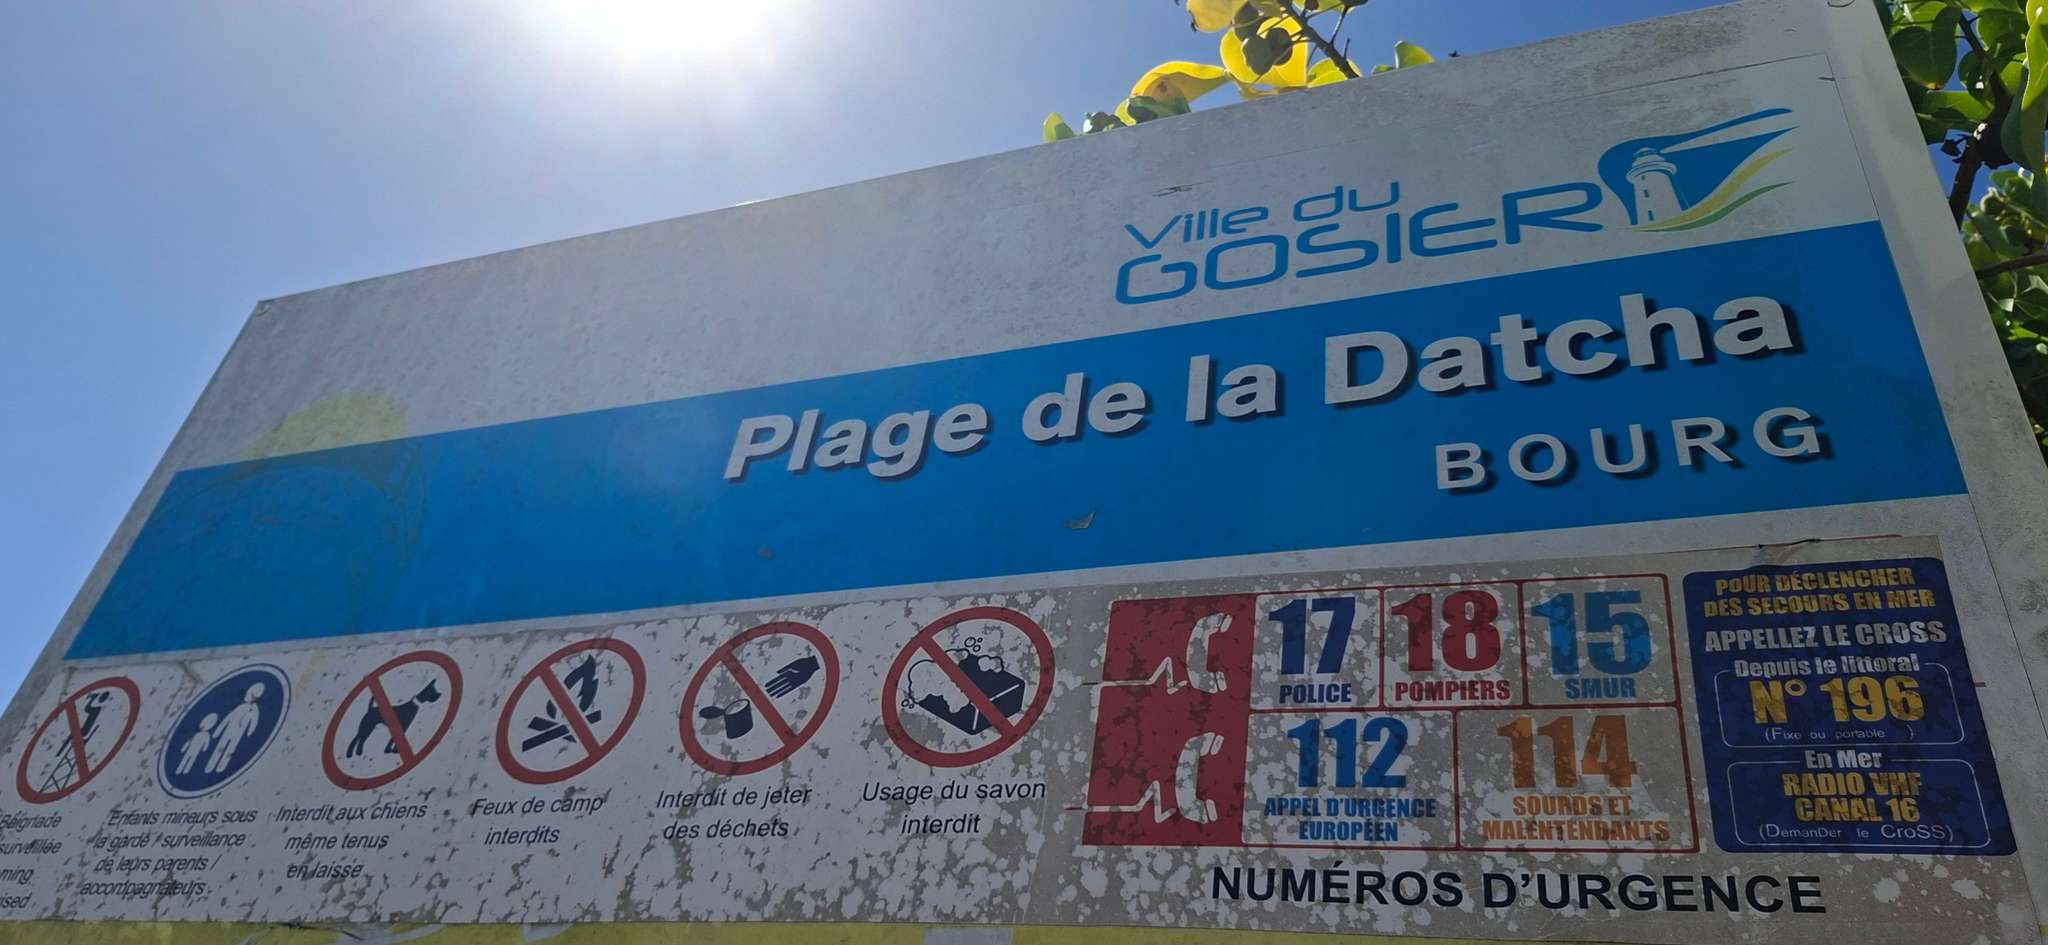 Ville du
GOSIER
Plage de la Datcha
BOURG
Baignade
surveillée
ming
ised
Enfants mineurs sous
la garde / surveillance
de leurs parents /
accompagnateurs
Interdit aux chiens
même tenus
en laisse
Feux de camp
interdits
Interdit de jeter
des déchets
Usage du savon
interdit
17
POLICE
18
POMPIERS
15
SMUR
112
APPEL D'URGENCE
EUROPÉEN
114
SOURDS ET
MALENTENDANTS
NUMÉROS D'URGENCE
POUR DÉCLENCHER
DES SECOURS EN MER
APPELLEZ LE CROSS
Depuis le littoral
N° 196
(Fixe ou portable )
En Mer
RADIO VHF
CANAL 16
(DemanDer le CroSS)